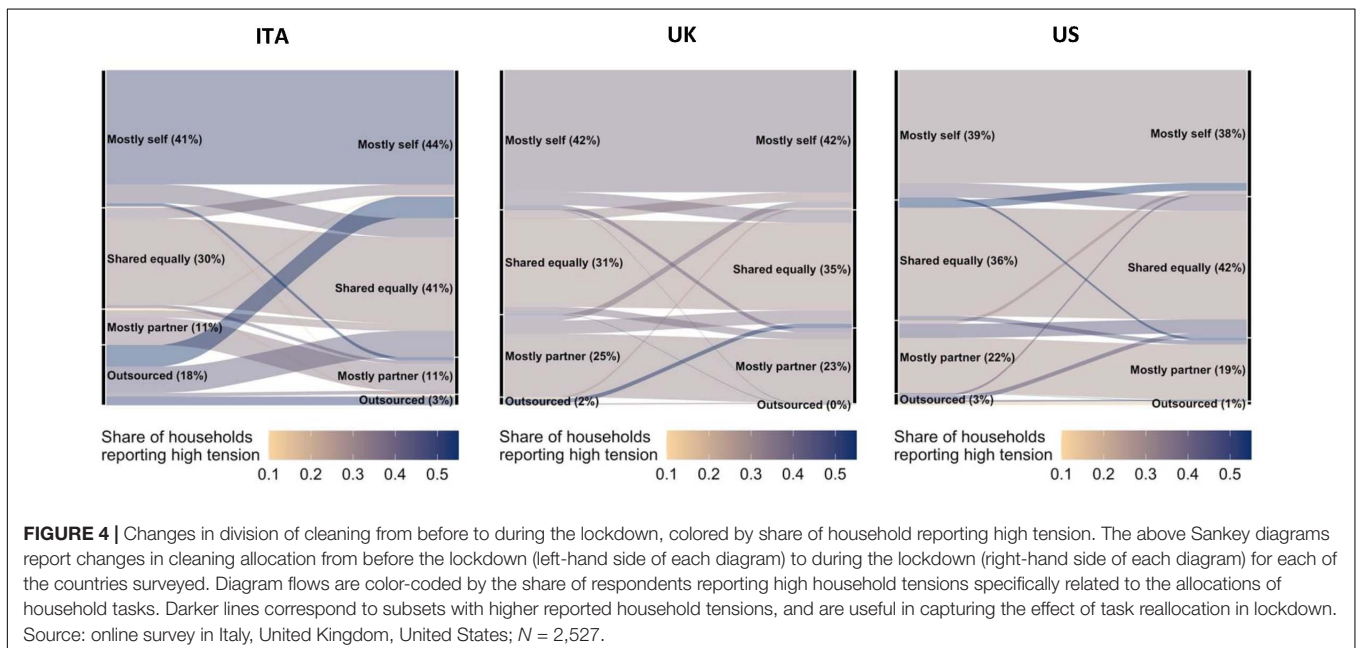 ITA
UK
US
Mostly self (41%)
Mostly self (44%)
Shared equally (30%)
Shared equally (41%)
Mostly partner (11%)
Outsourced (18%)
Mostly partner (11%)
Outsourced (3%)
Mostly self (42%)
Mostly self (42%)
Shared equally (31%)
Shared equally (35%)
Mostly partner (25%)
Mostly partner (23%)
Outsourced (2%)
Outsourced (0%)
Mostly self (39%)
Mostly self (38%)
Shared equally (36%)
Shared equally (42%)
Mostly partner (22%)
Mostly partner (19%)
Outsourced (3%)
Outsourced (1%)
Share of households
reporting high tension
0.1 0.2 0.3 0.4 0.5
Share of households
reporting high tension
0.1 0.2 0.3 0.4 0.5
Share of households
reporting high tension
0.1 0.2 0.3 0.4 0.5
FIGURE 4 | Changes in division of cleaning from before to during the lockdown, colored by share of household reporting high tension. The above Sankey diagrams
report changes in cleaning allocation from before the lockdown (left-hand side of each diagram) to during the lockdown (right-hand side of each diagram) for each of
the countries surveyed. Diagram flows are color-coded by the share of respondents reporting high household tensions specifically related to the allocations of
household tasks. Darker lines correspond to subsets with higher reported household tensions, and are useful in capturing the effect of task reallocation in lockdown.
Source: online survey in Italy, United Kingdom, United States; N = 2,527.